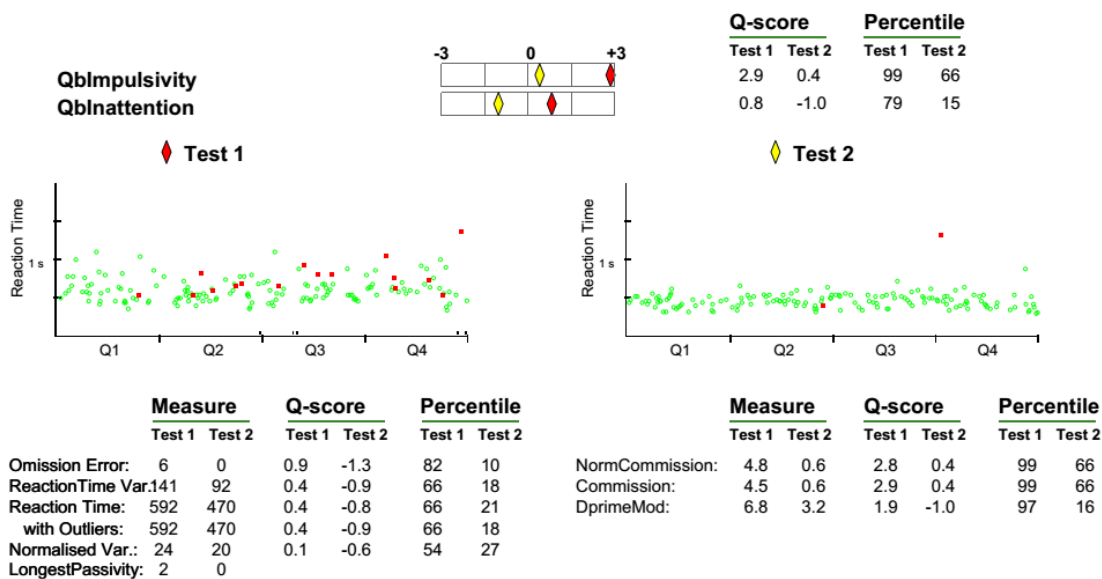 Q-score Percentile
Test 1 Test 2 Test 1 Test 2
-3 0 +3
QbImpulsivity 2.9 0.4 99 66
QbInattention 0.8 -1.0 79 15
Test 1 Test 2
Reaction Time 1 s
Q1 Q2 Q3 Q4
Reaction Time 1 s
Q1 Q2 Q3 Q4
Measure Q-score Percentile
Test 1 Test 2 Test 1 Test 2 Test 1 Test 2
Omission Error: 6 0 0.9 -1.3 82 10
ReactionTime Var.: 141 92 0.4 -0.9 66 18
Reaction Time: 592 470 0.4 -0.8 66 21
with Outliers: 592 470 0.4 -0.9 66 18
Normalised Var.: 24 20 0.1 -0.6 54 27
LongestPassivity: 2 0
Measure Q-score Percentile
Test 1 Test 2 Test 1 Test 2 Test 1 Test 2
NormCommission: 4.8 0.6 2.8 0.4 99 66
Commission: 4.5 0.6 2.9 0.4 99 66
DprimeMod: 6.8 3.2 1.9 -1.0 97 16